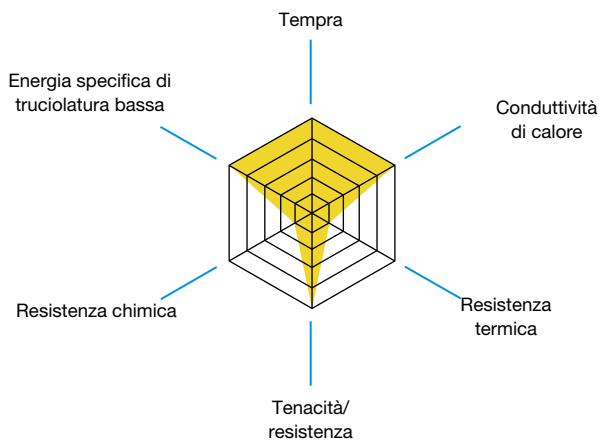 Tempra
Energia specifica di
truciolatura bassa
Conduttività
di calore
Resistenza chimica
Resistenza
termica
Tenacità/
resistenza